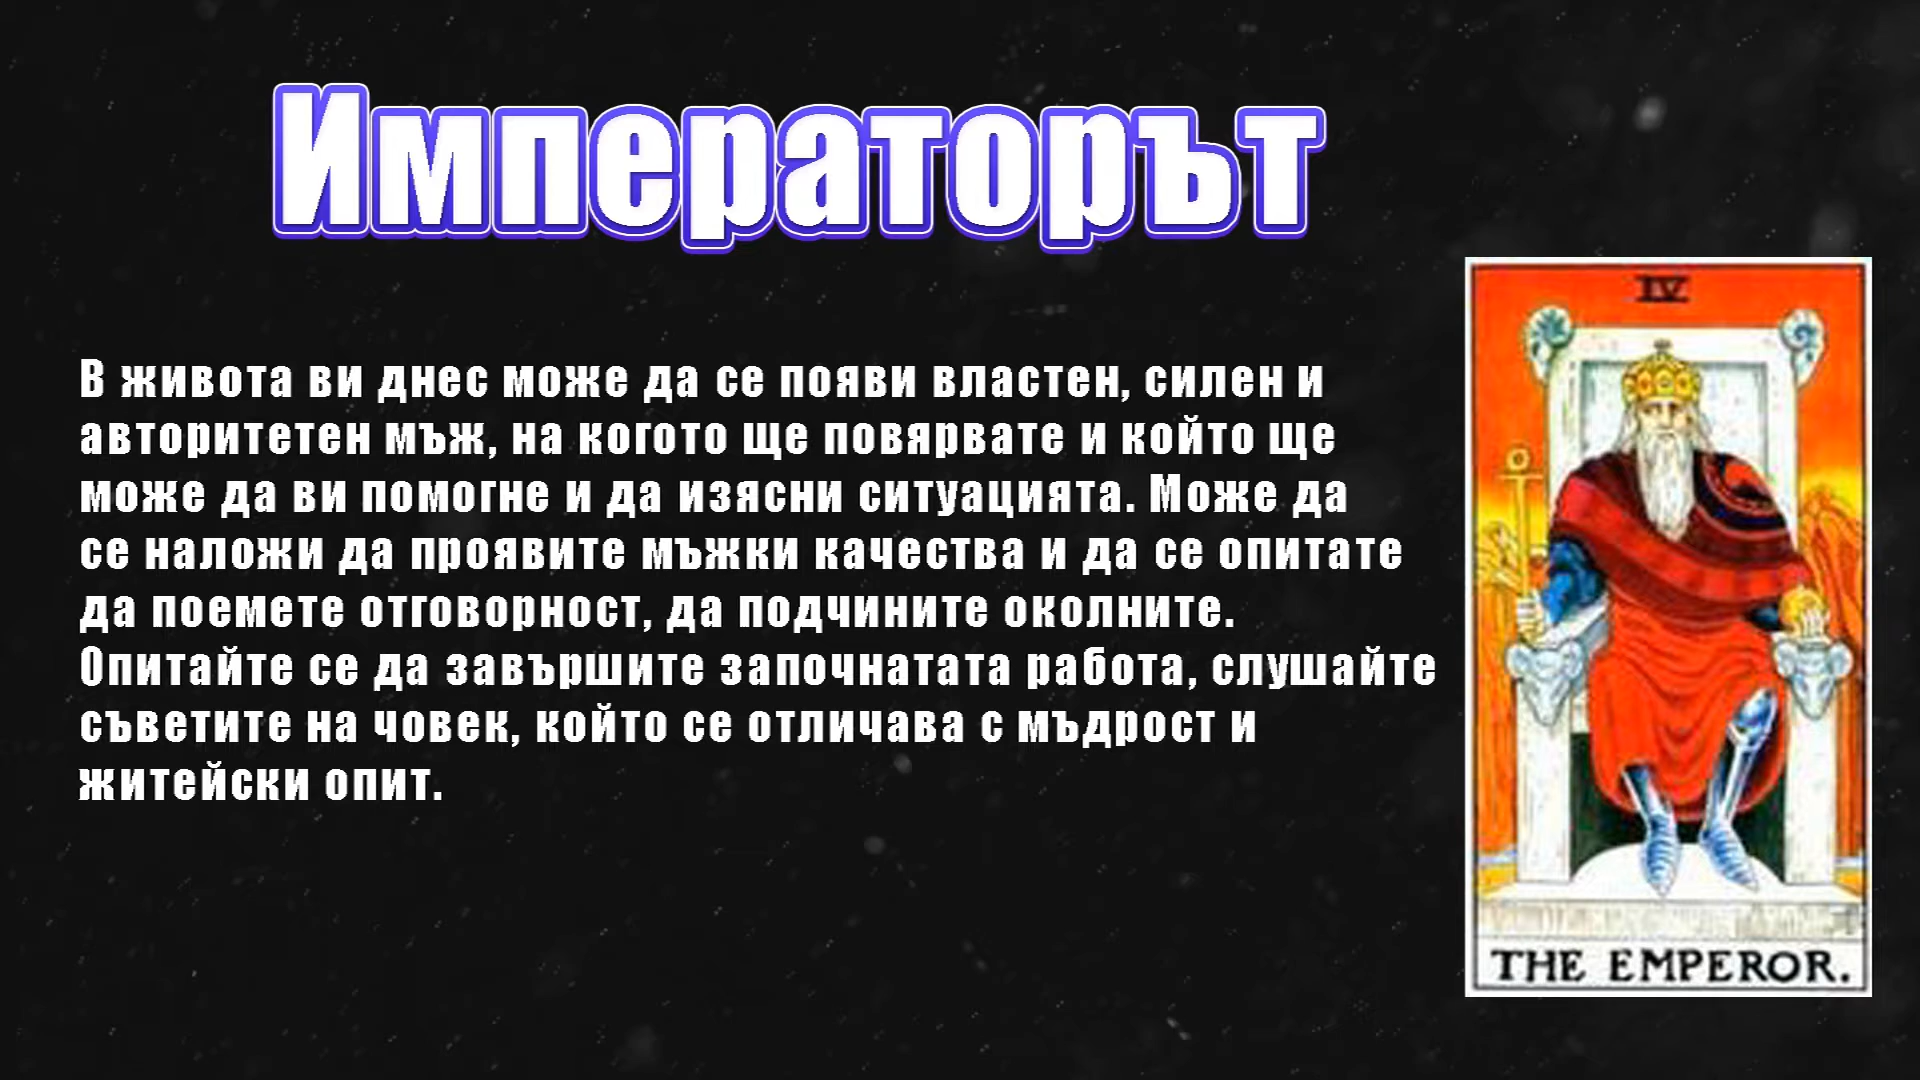 Императорът
В живота ви днес може да се появи властен, силен и
авторитетен мъж, на когото ще повярвате и който ще
може да ви помогне и да изясни ситуацията. Може да
се наложи да проявите мъжки качества и да се опитате
да поемете отговорност, да подчините околните.
Опитайте се да завършите започнатата работа, слушайте
съветите на човек, който се отличава с мъдрост и
житейски опит.
IV
THE EMPEROR.